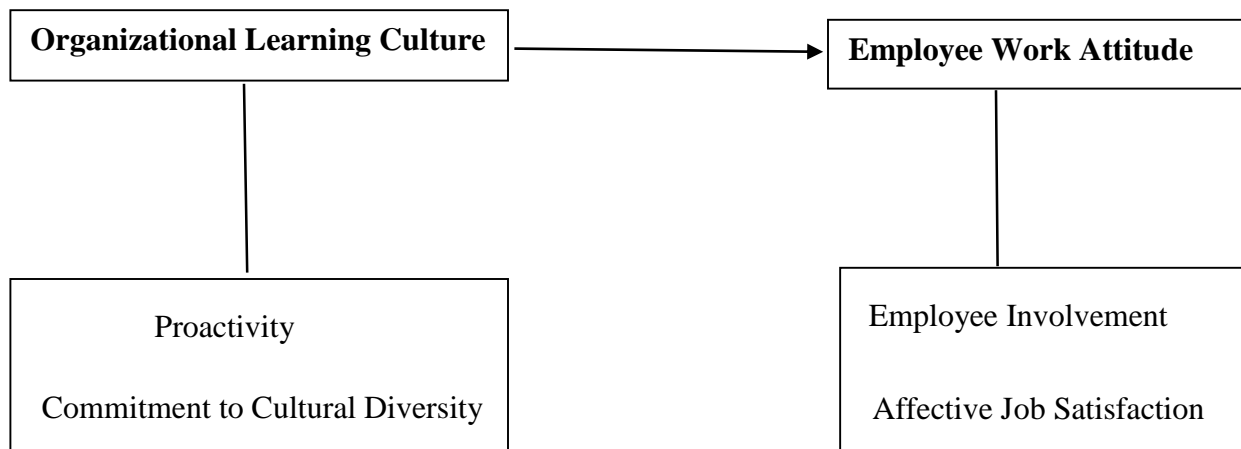 Organizational Learning Culture
Employee Work Attitude
Proactivity
Commitment to Cultural Diversity
Employee Involvement
Affective Job Satisfaction